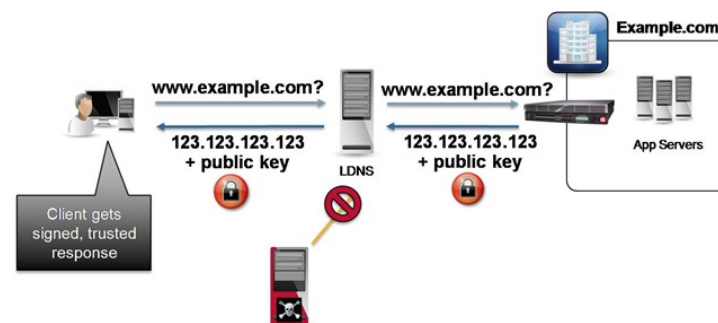 Example.com
www.example.com?
www.example.com?
123.123.123.123
+ public key
123.123.123.123
+ public key
LDNS
App Servers
Client gets
signed, trusted
response